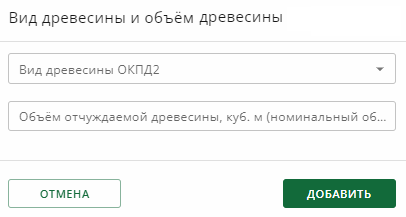 Вид древесины и объём древесины
Вид древесины ОКПД2
Объём отчуждаемой древесины, куб. м (номинальный об...
ОТМЕНА
ДОБАВИТЬ